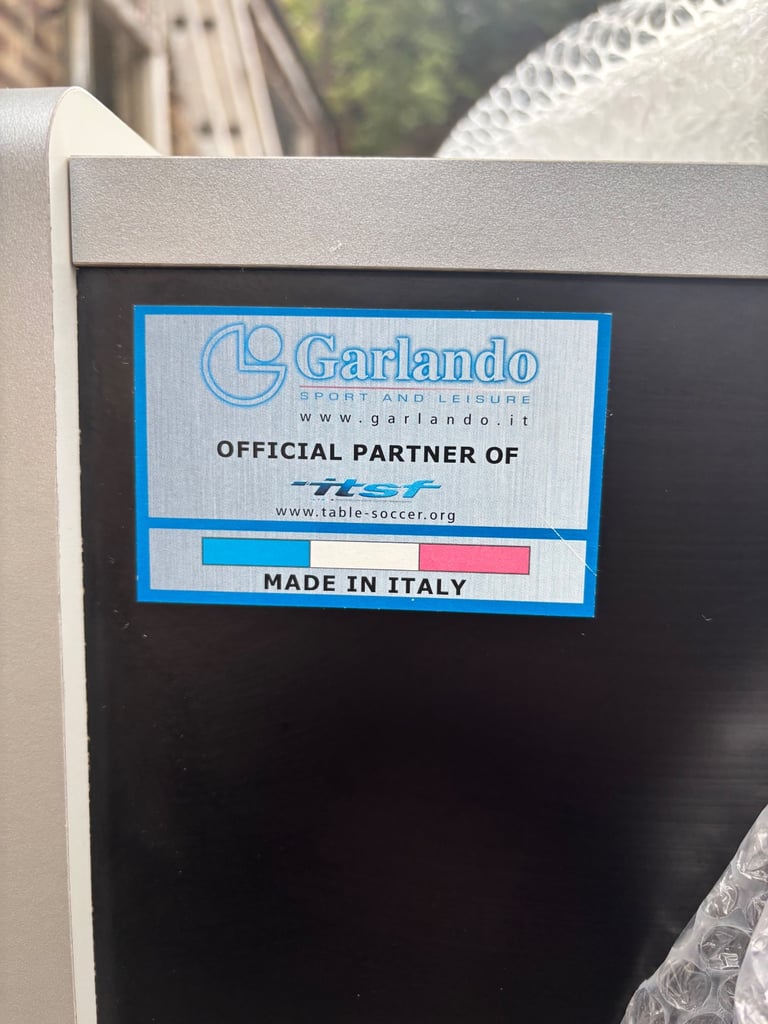 Garlando
SPORT AND LEISURE
www.garlando.it
OFFICIAL PARTNER OF
itsf
www.table-soccer.org
MADE IN ITALY